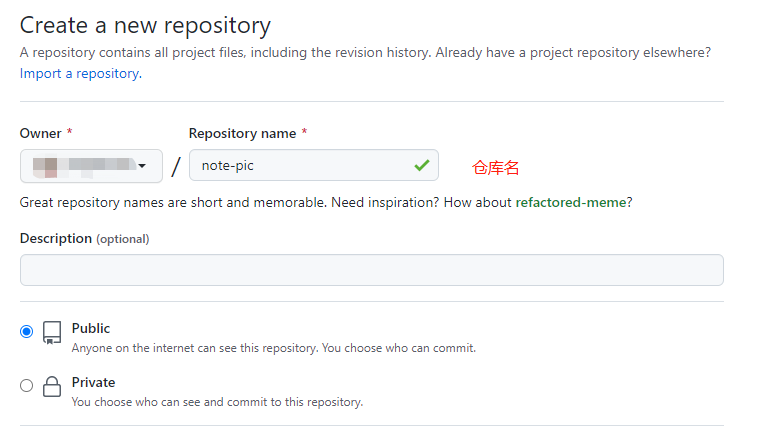 Create a new repository
A repository contains all project files, including the revision history. Already have a project repository elsewhere?
Import a repository.
Owner *
Repository name *
/
note-pic
仓库名
Great repository names are short and memorable. Need inspiration? How about refactored-meme?
Description (optional)
Public
Anyone on the internet can see this repository. You choose who can commit.
Private
You choose who can see and commit to this repository.